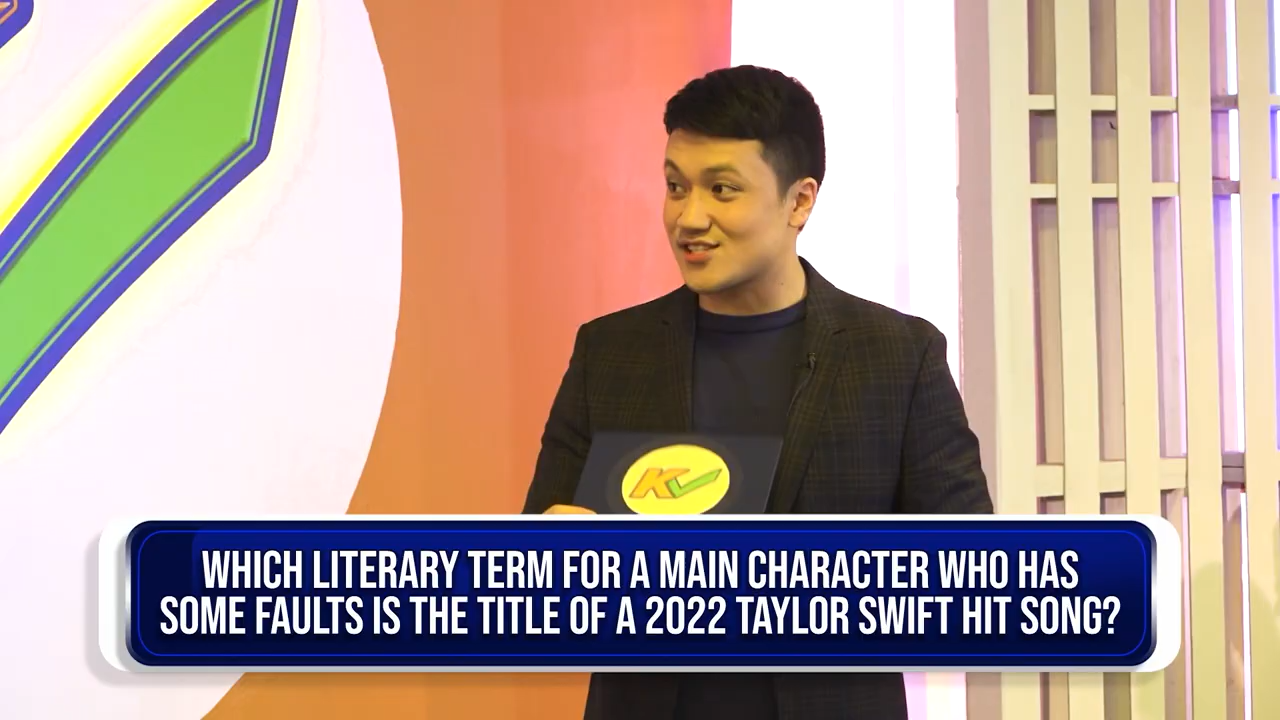 K
WHICH LITERARY TERM FOR A MAIN CHARACTER WHO HAS
SOME FAULTS IS THE TITLE OF A 2022 TAYLOR SWIFT HIT SONG?